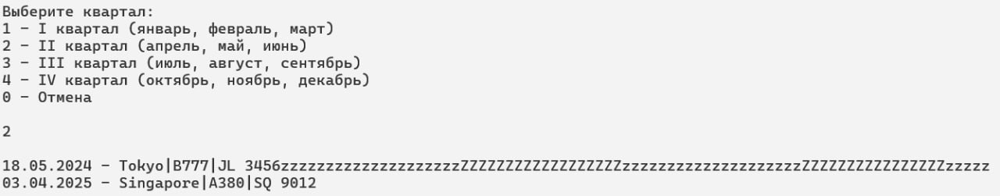 Выберите квартал:
1 - I квартал (январь, февраль, март)
2 - II квартал (апрель, май, июнь)
3 - III квартал (июль, август, сентябрь)
4 - IV квартал (октябрь, ноябрь, декабрь)
0 - Отмена
2
18.05.2024 - Tokyo|B777|JL 3456zzzzzzzzzzzzzzzzzzzzZZZZZZZZZZZZZZZZZZzzzzzzzzzzzzzzzzzzzzZZZZZZZZZZZZZZZZzzzzz
03.04.2025 - Singapore|A380|SQ 9012